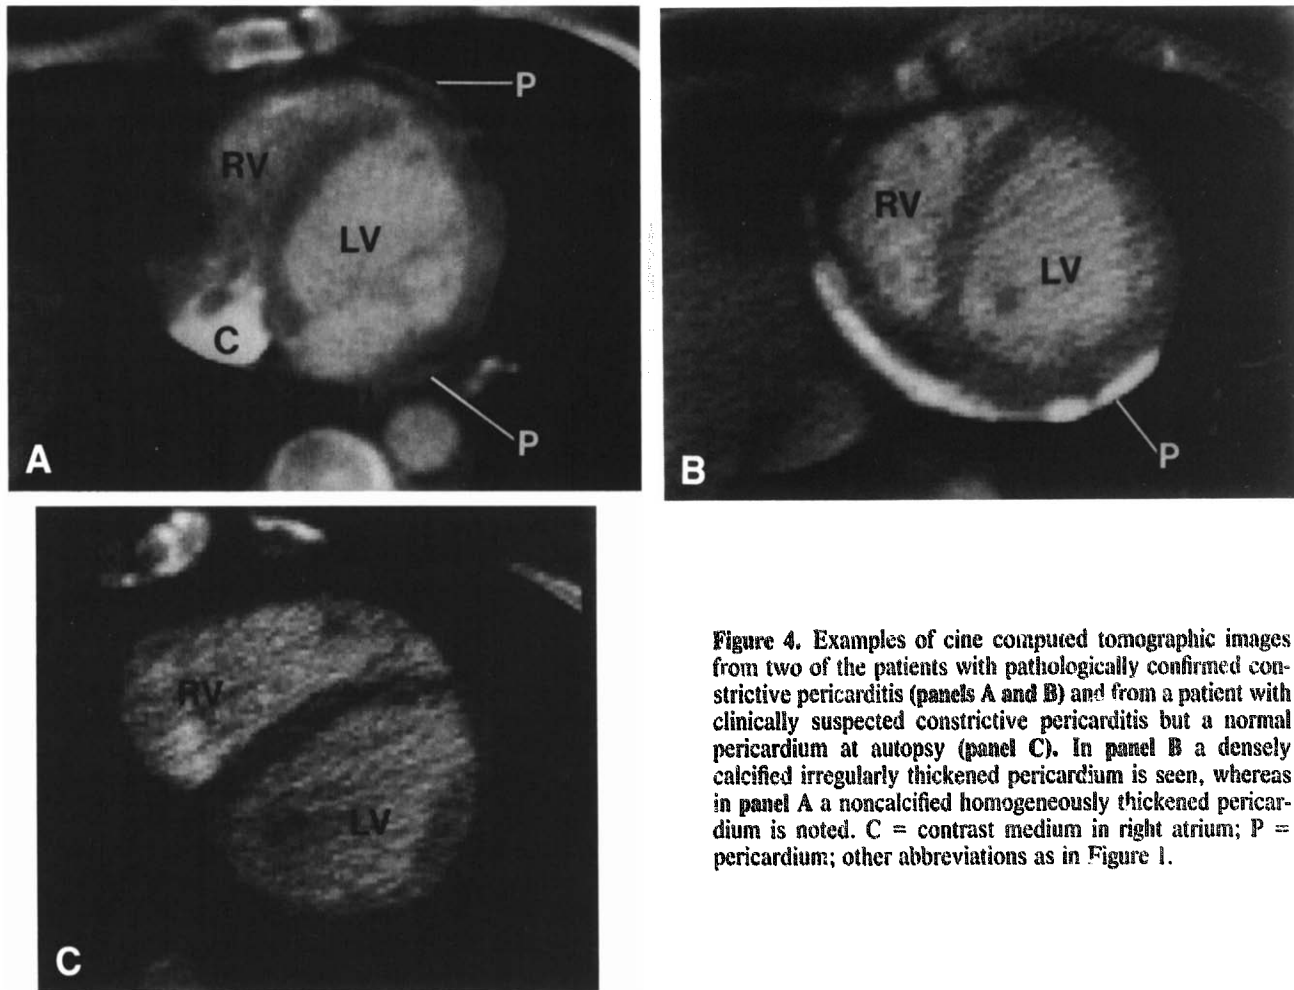 P
RV
LV
C
P
A
RV
LV
P
B
RV
LV
C
Figure 4. Examples of cine computed tomographic images
from two of the patients with pathologically confirmed con-
strictive pericarditis (panels A and B) and from a patient with
clinically suspected constrictive pericarditis but a normal
pericardium at autopsy (panel C). In panel B a densely
calcified irregularly thickened pericardium is seen, whereas
in panel A a noncalcified homogeneously thickened pericar-
dium is noted. C = contrast medium in right atrium; P =
pericardium; other abbreviations as in Figure 1.